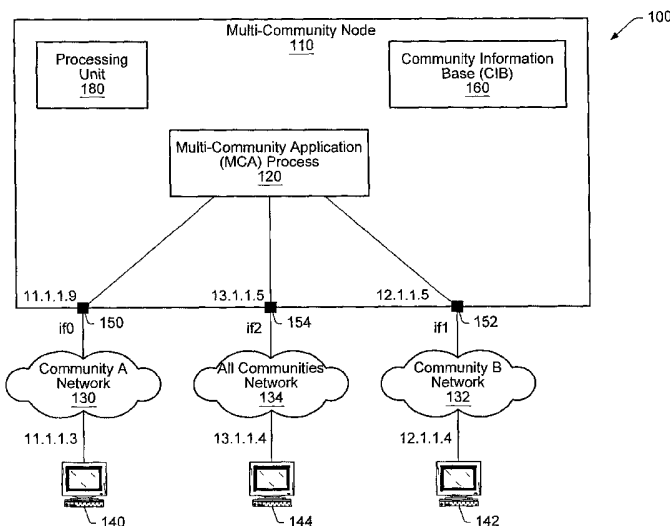 100
Multi-Community Node
110
Processing
Unit
180
Community Information
Base (CIB)
160
Multi-Community Application
(MCA) Process
120
11.1.1.9
13.1.1.5
12.1.1.5
if0
150
if2
154
if1
152
Community A
Network
130
All Communities
Network
134
Community B
Network
132
11.1.1.3
13.1.1.4
12.1.1.4
140
144
142